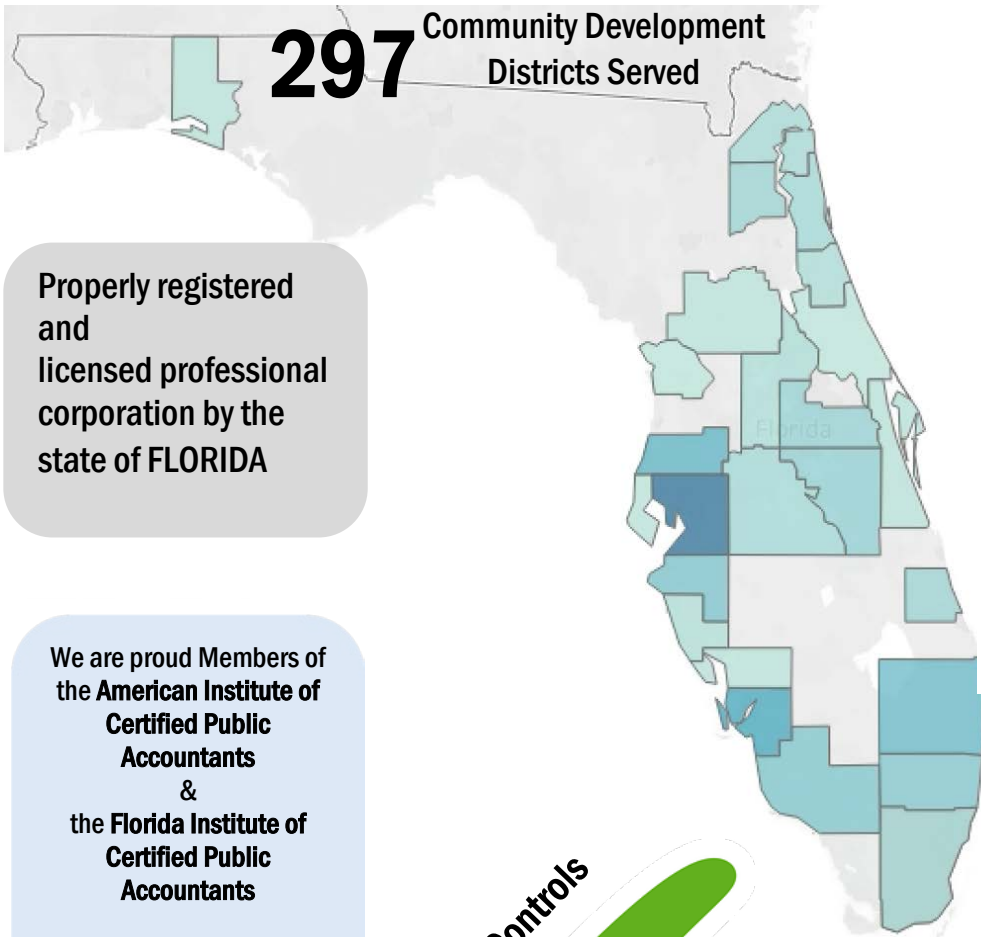 297
Community Development
Districts Served
Properly registered
and
licensed professional
corporation by the
state of FLORIDA
Florida
We are proud Members of
the American Institute of
Certified Public
Accountants
&
the Florida Institute of
Certified Public
Accountants
Controls